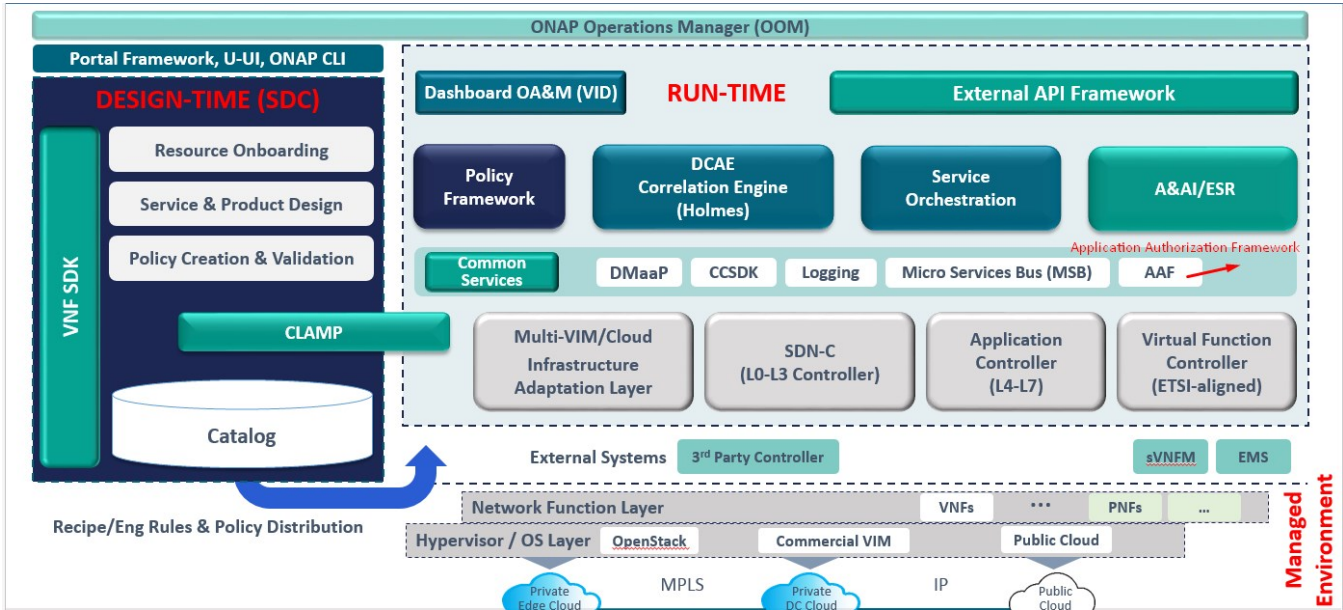 ONAP Operations Manager (OOM)
Portal Framework, U-UI, ONAP CLI
DESIGN-TIME (SDC)
VNF SDK
Resource Onboarding
Service & Product Design
Policy Creation & Validation
CLAMP
Catalog
Recipe/Eng Rules & Policy Distribution
Dashboard OA&M (VID)
RUN-TIME
External API Framework
Policy
Framework
DCAE
Correlation Engine
(Holmes)
Service
Orchestration
A&AI/ESR
Application Authorization Framework
Common
Services
DMaaP
CCSDK
Logging
Micro Services Bus (MSB)
AAF
Multi-VIM/Cloud
Infrastructure
Adaptation Layer
SDN-C
(L0-L3 Controller)
Application
Controller
(L4-L7)
Virtual Function
Controller
(ETSI-aligned)
External Systems
3rd Party Controller
sVNFM
EMS
Network Function Layer
VNFs
...
PNFs
...
Hypervisor / OS Layer
OpenStack
Commercial VIM
Public Cloud
Private
Edge Cloud
MPLS
Private
DC Cloud
IP
Public
Cloud
Managed
Environment